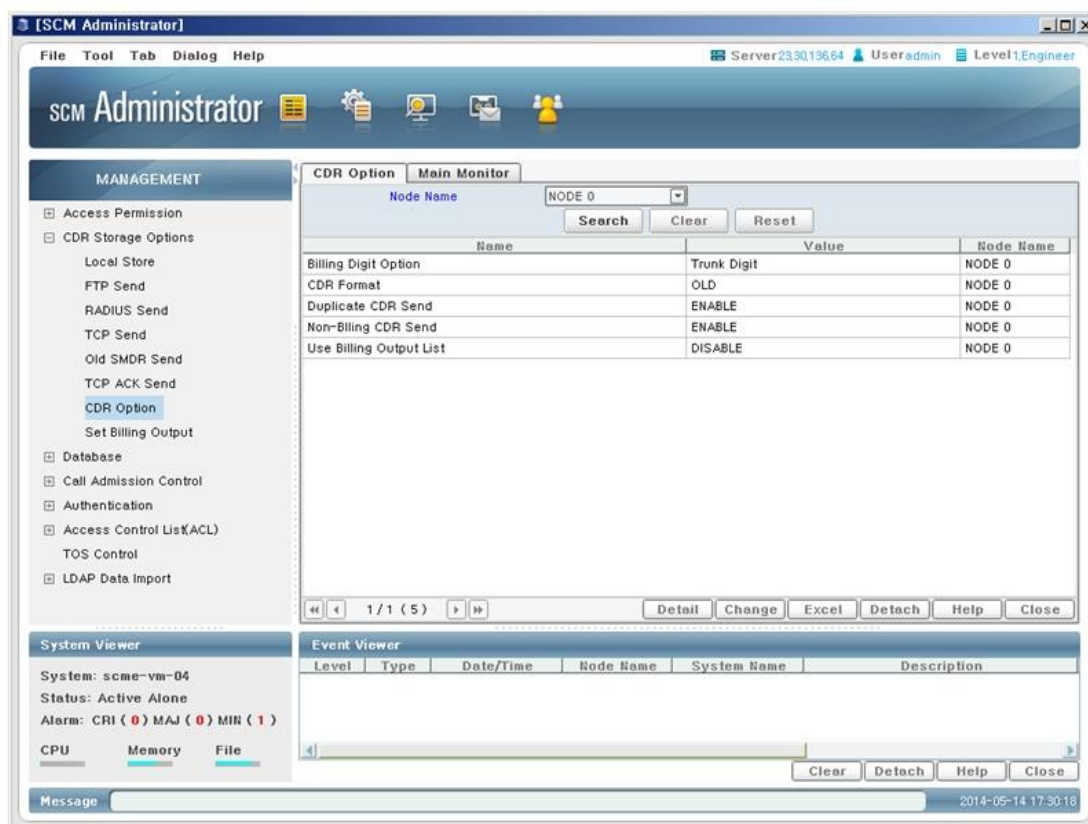 [SCM Administrator]
File Tool Tab Dialog Help
Server 23,30,136,64 User admin Level 1,Engineer
SCM Administrator
MANAGEMENT
Access Permission
CDR Storage Options
Local Store
FTP Send
RADIUS Send
TCP Send
Old SMDR Send
TCP ACK Send
CDR Option
Set Billing Output
Database
Call Admission Control
Authentication
Access Control List(ACL)
TOS Control
LDAP Data Import
CDR Option Main Monitor
Node Name NODE 0
Search Clear Reset
Name Value Node Name
Billing Digit Option Trunk Digit NODE 0
CDR Format OLD NODE 0
Duplicate CDR Send ENABLE NODE 0
Non-Blling CDR Send ENABLE NODE 0
Use Billing Output List DISABLE NODE 0
1/1 ( 5 ) Detail Change Excel Detach Help Close
System Viewer
System: scme-vm-04
Status: Active Alone
Alarm: CRI ( 0 ) MAJ ( 0 ) MIN ( 1 )
CPU Memory File
Event Viewer
Level Type Date/Time Node Name System Name Description
Clear Detach Help Close
Message 2014-05-14 17:30:18